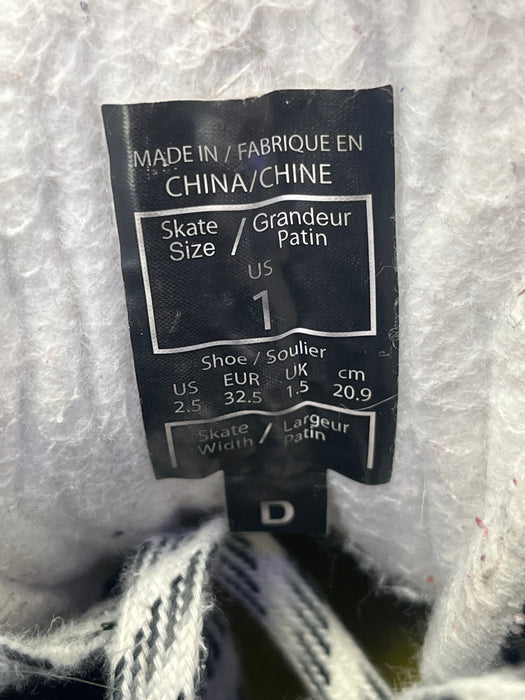 MADE IN / FABRIQUE EN
CHINA/CHINE
Skate Size / Grandeur Patin
US
1
Shoe / Soulier
US EUR UK cm
2.5 32.5 1.5 20.9
Skate Width / Largeur Patin
D